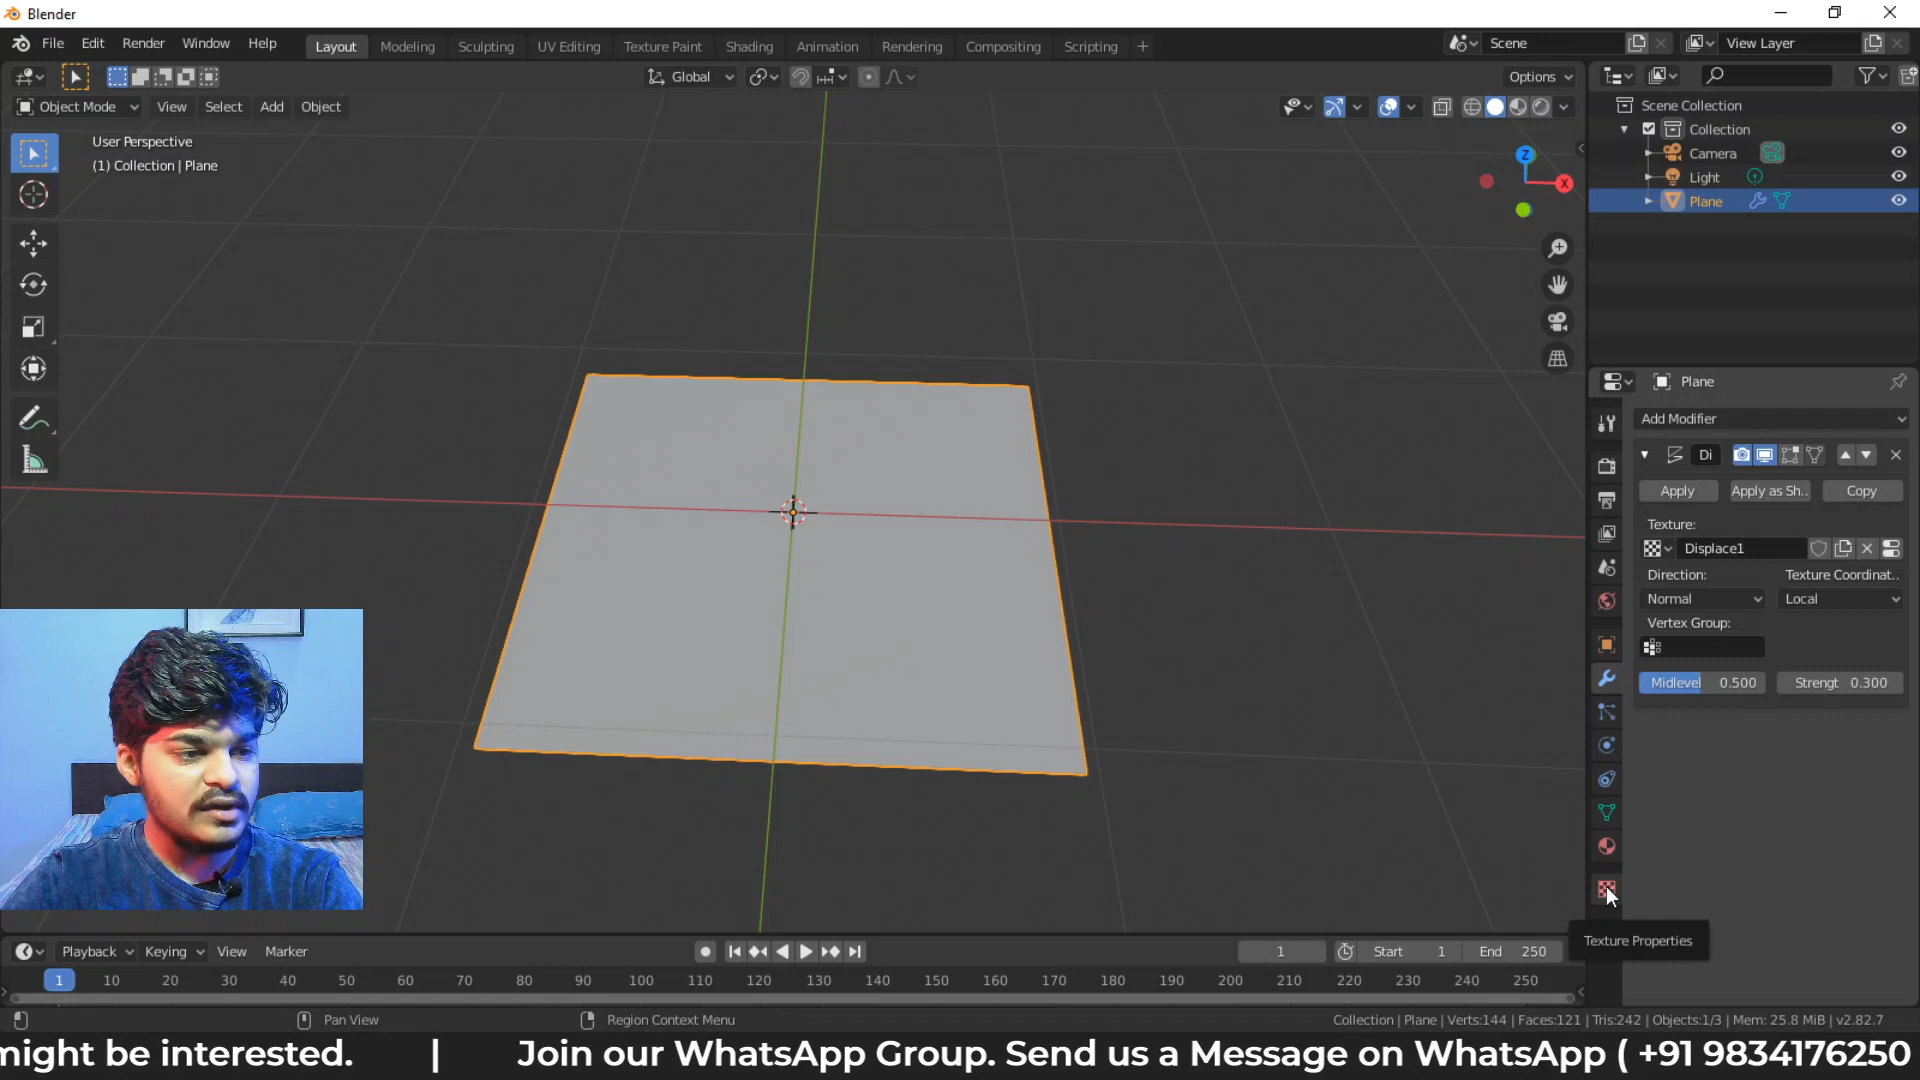 Blender
File Edit Render Window Help Layout Modeling Sculpting UV Editing Texture Paint Shading Animation Rendering Compositing Scripting + Scene View Layer
Global Options
Object Mode View Select Add Object
User Perspective
(1) Collection | Plane
Z
X
Scene Collection
Collection
Camera
Light
Plane
Plane
Add Modifier
Di
Apply Apply as Sh.. Copy
Texture:
Displace1
Direction: Texture Coordinat..
Normal Local
Vertex Group:
Midlevel 0.500 Strengt 0.300
Texture Properties
Playback Keying View Marker 1 Start 1 End 250
1 10 20 30 40 50 60 70 80 90 100 110 120 130 140 150 160 170 180 190 200 210 220 230 240 250
Pan View Region Context Menu Collection | Plane | Verts:144 | Faces:121 | Tris:242 | Objects:1/3 | Mem: 25.8 MiB | v2.82.7
might be interested. | Join our WhatsApp Group. Send us a Message on WhatsApp ( +91 9834176250